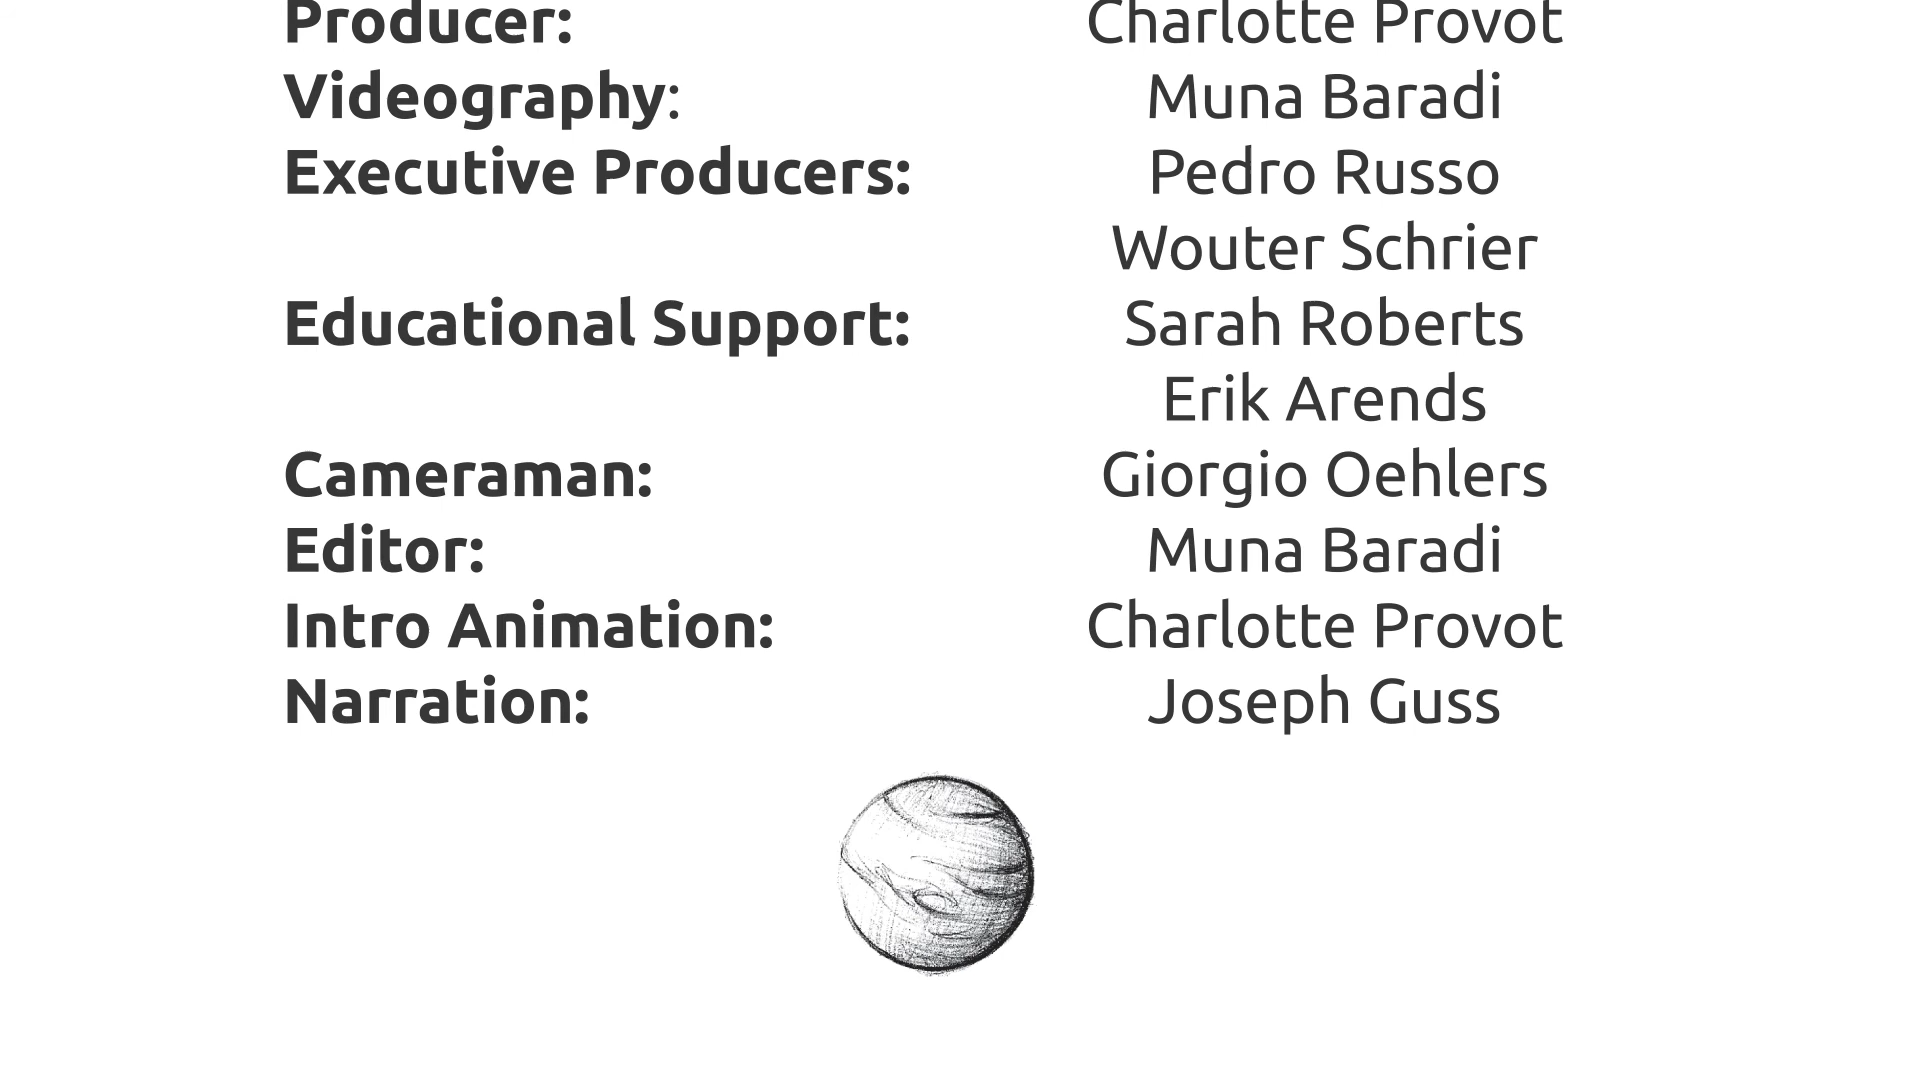 Producer: Charlotte Provot
Videography: Muna Baradi
Executive Producers: Pedro Russo
Wouter Schrier
Educational Support: Sarah Roberts
Erik Arends
Cameraman: Giorgio Oehlers
Editor: Muna Baradi
Intro Animation: Charlotte Provot
Narration: Joseph Guss